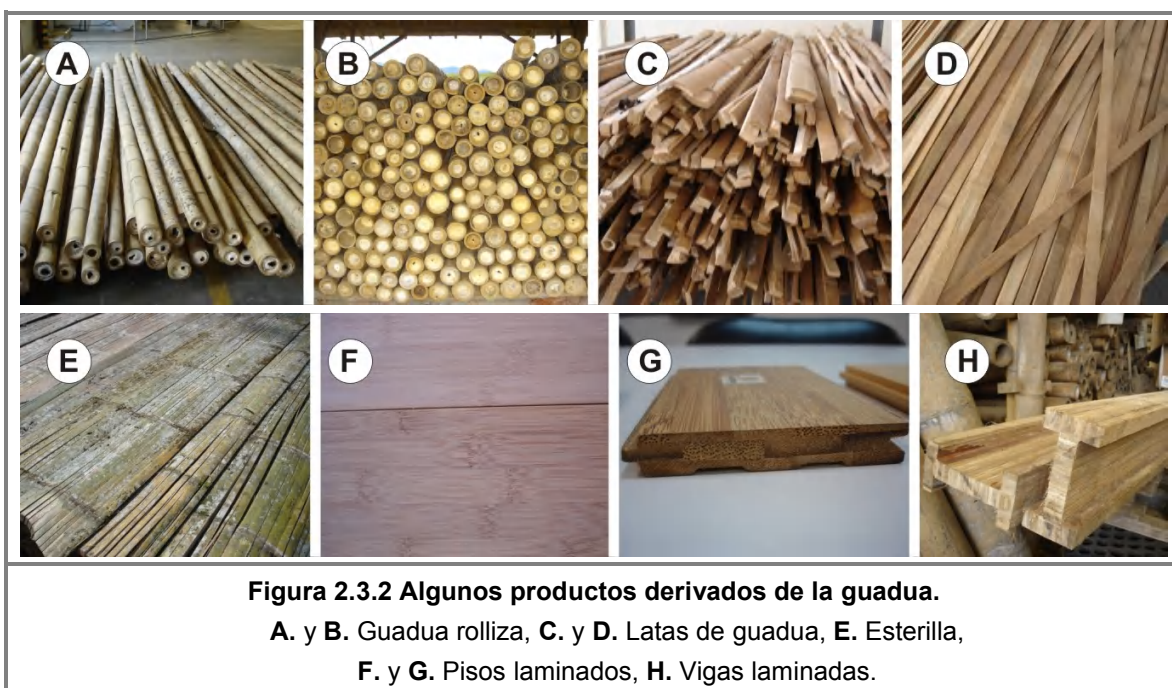 A
B
C
D
E
F
G
H
Figura 2.3.2 Algunos productos derivados de la guadua.
A. y B. Guadua rolliza, C. y D. Latas de guadua, E. Esterilla,
F. y G. Pisos laminados, H. Vigas laminadas.